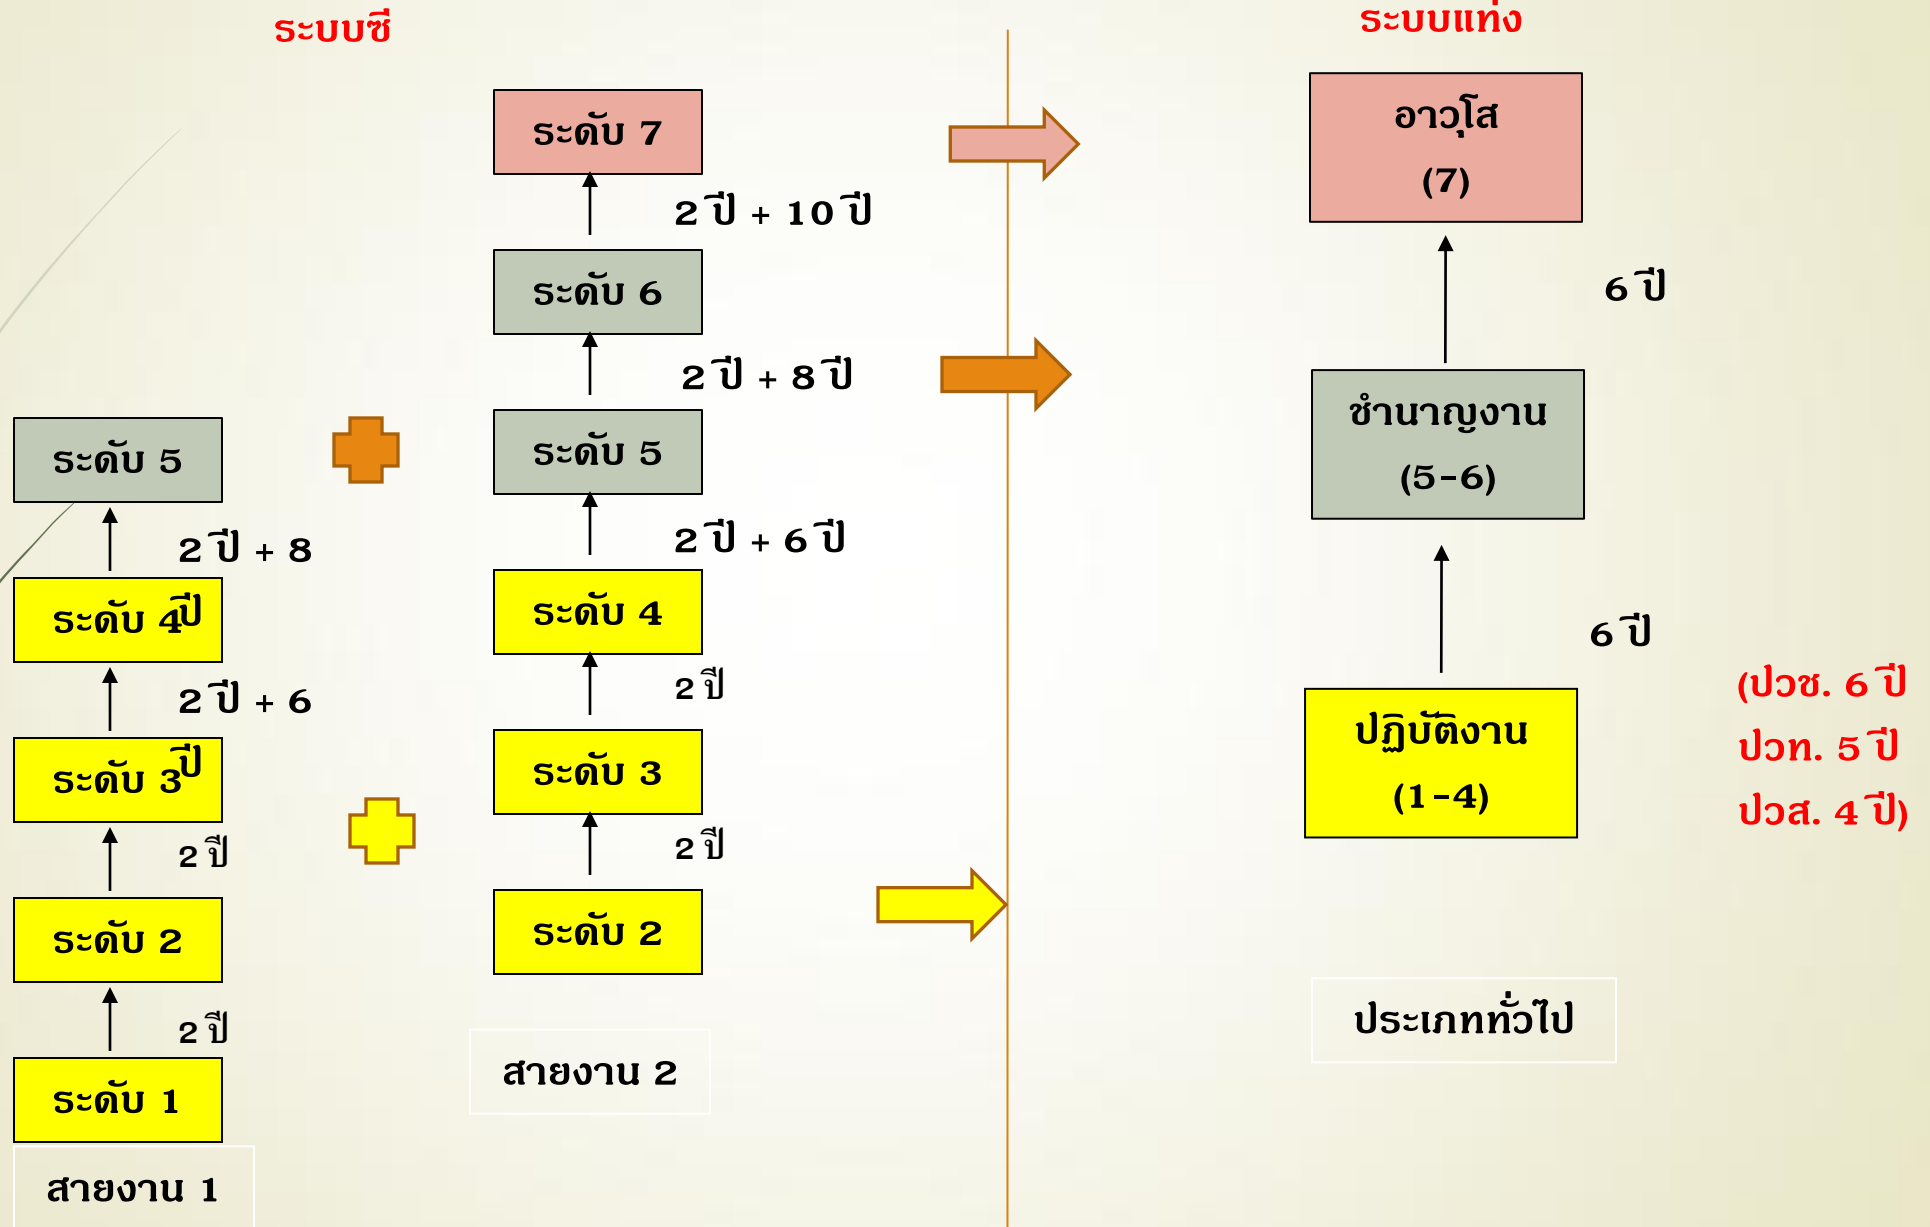 ระบบซี
ระดับ 5
2 ปี + 8
ปี
ระดับ 4
2 ปี + 6
ปี
ระดับ 3
2 ปี
ระดับ 2
2 ปี
ระดับ 1
สายงาน 1
ระดับ 7
2 ปี + 10 ปี
ระดับ 6
2 ปี + 8 ปี
ระดับ 5
2 ปี + 6 ปี
ระดับ 4
2 ปี
ระดับ 3
2 ปี
ระดับ 2
สายงาน 2
ระบบแท่ง
อาวุโส
(7)
6 ปี
ชำนาญงาน
(5-6)
6 ปี
ปฏิบัติงาน
(1-4)
(ปวช. 6 ปี
ปวท. 5 ปี
ปวส. 4 ปี)
ประเภททั่วไป